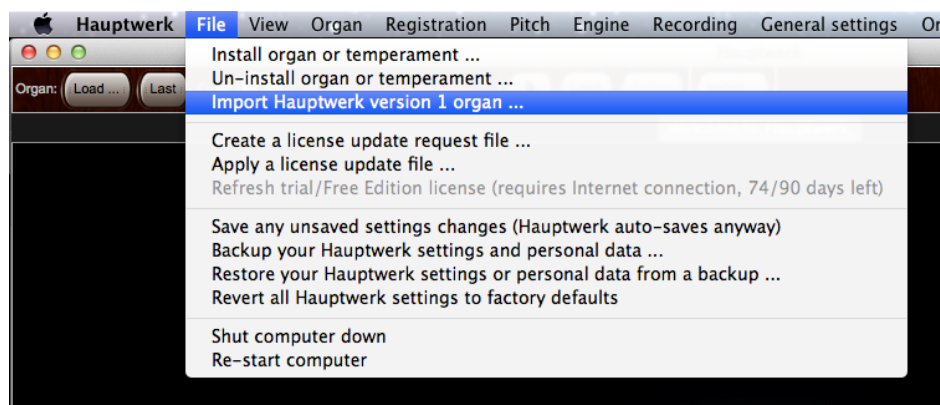 Hauptwerk File View Organ Registration Pitch Engine Recording General settings Or
Install organ or temperament ...
Un-install organ or temperament ...
Organ: Load ... Last
Import Hauptwerk version 1 organ ...
Create a license update request file ...
Apply a license update file ...
Refresh trial/Free Edition license (requires Internet connection, 74/90 days left)
Save any unsaved settings changes (Hauptwerk auto-saves anyway)
Backup your Hauptwerk settings and personal data ...
Restore your Hauptwerk settings or personal data from a backup ...
Revert all Hauptwerk settings to factory defaults
Shut computer down
Re-start computer